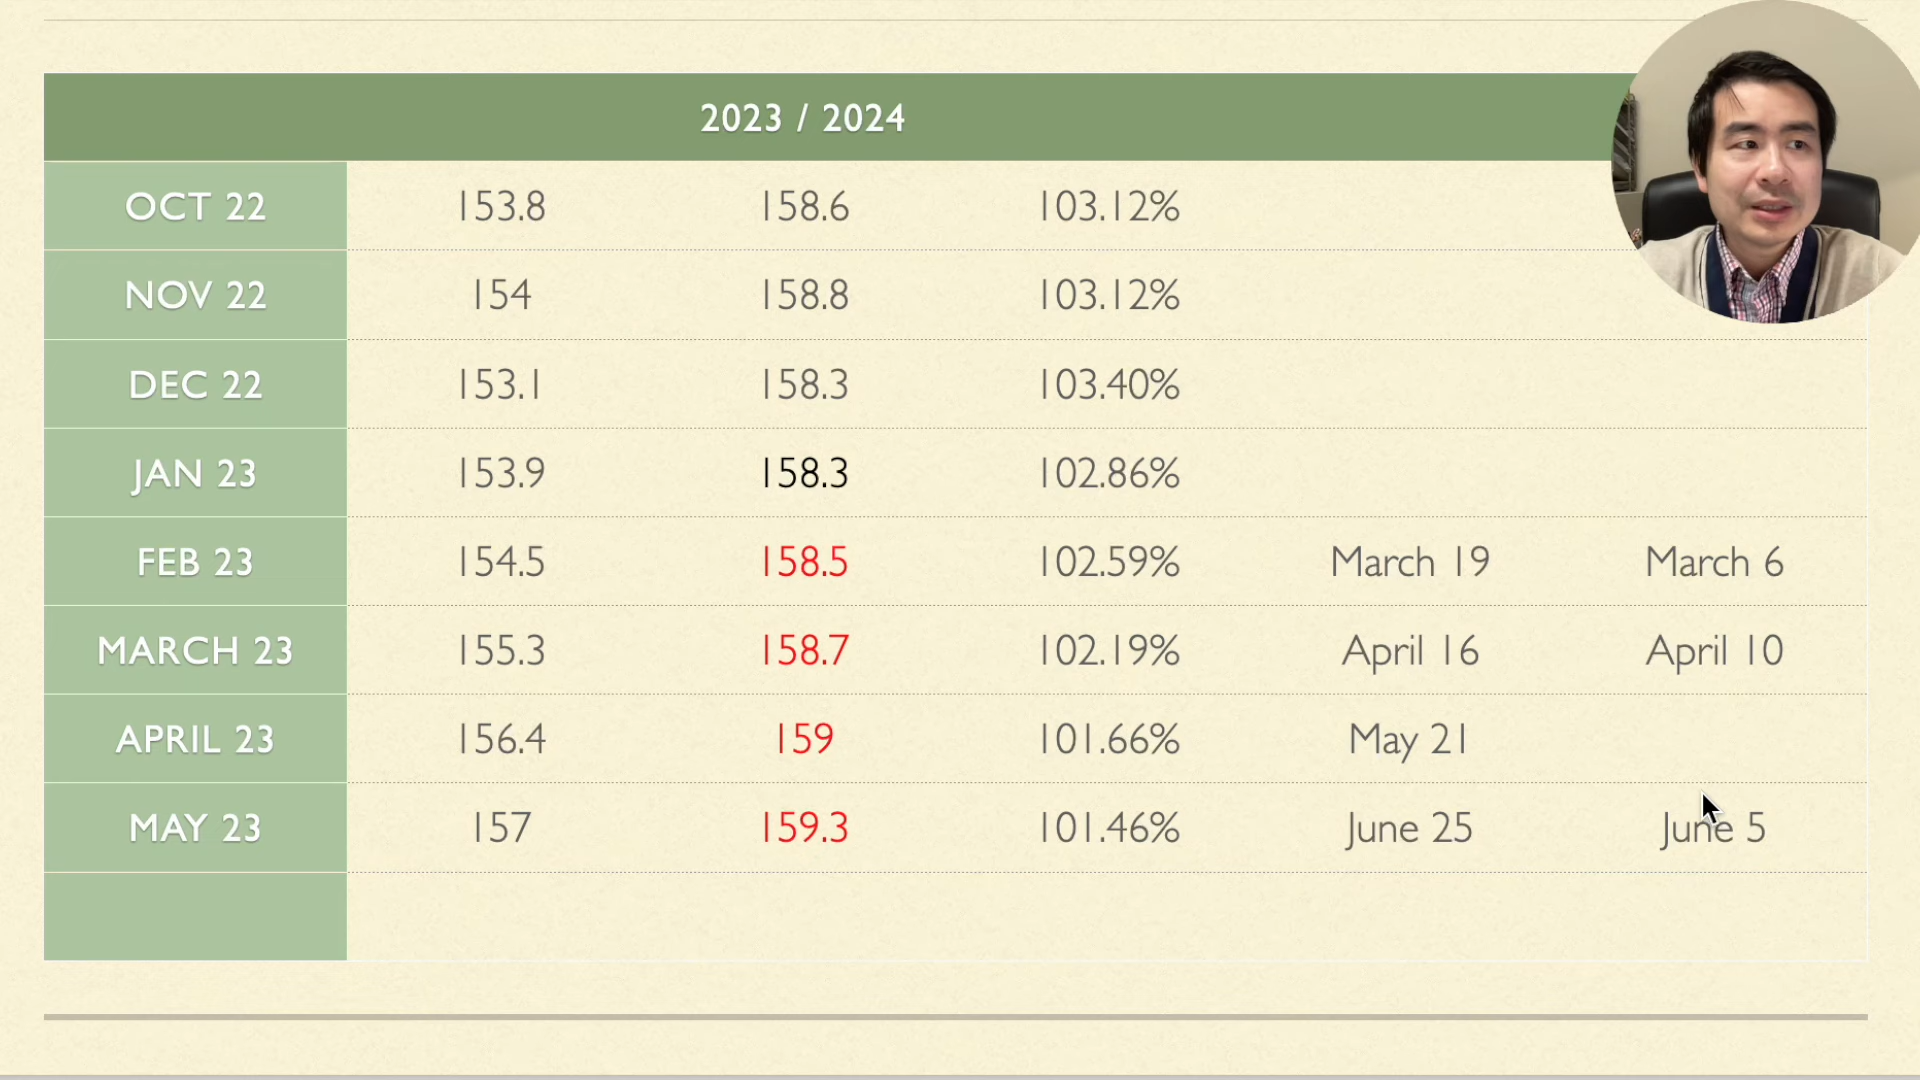 2023 / 2024
OCT 22 153.8 158.6 103.12%
NOV 22 154 158.8 103.12%
DEC 22 153.1 158.3 103.40%
JAN 23 153.9 158.3 102.86%
FEB 23 154.5 158.5 102.59% March 19 March 6
MARCH 23 155.3 158.7 102.19% April 16 April 10
APRIL 23 156.4 159 101.66% May 21
MAY 23 157 159.3 101.46% June 25 June 5